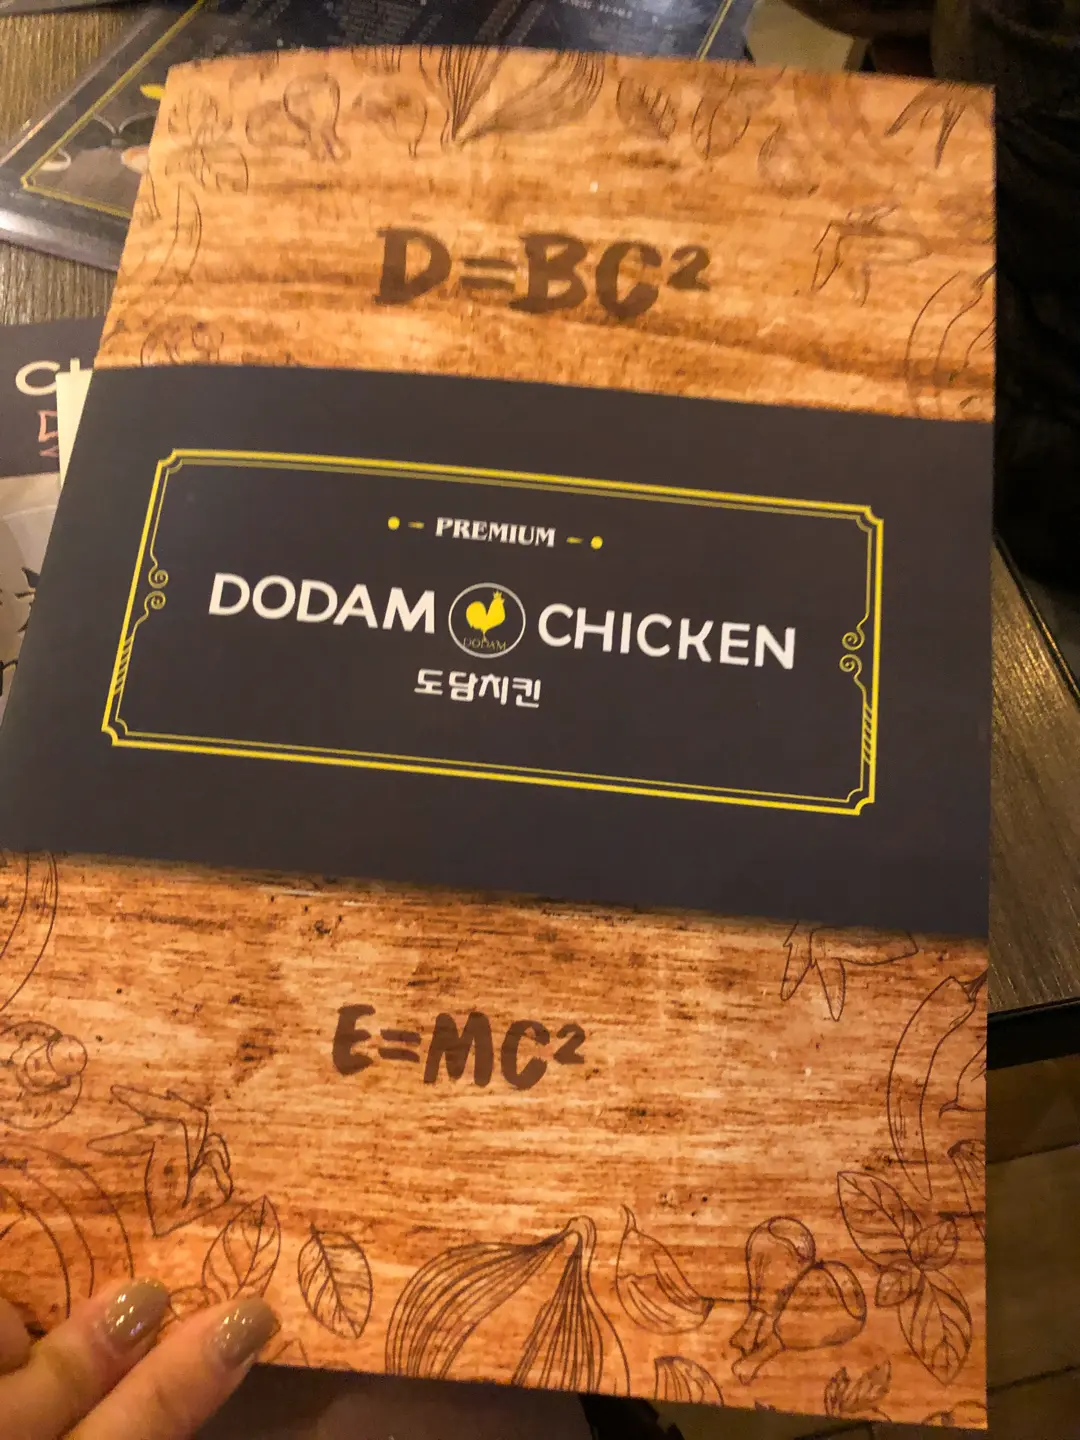 D=BC²
PREMIUM
DODAM CHICKEN
DODAM
도담치킨
E=MC²